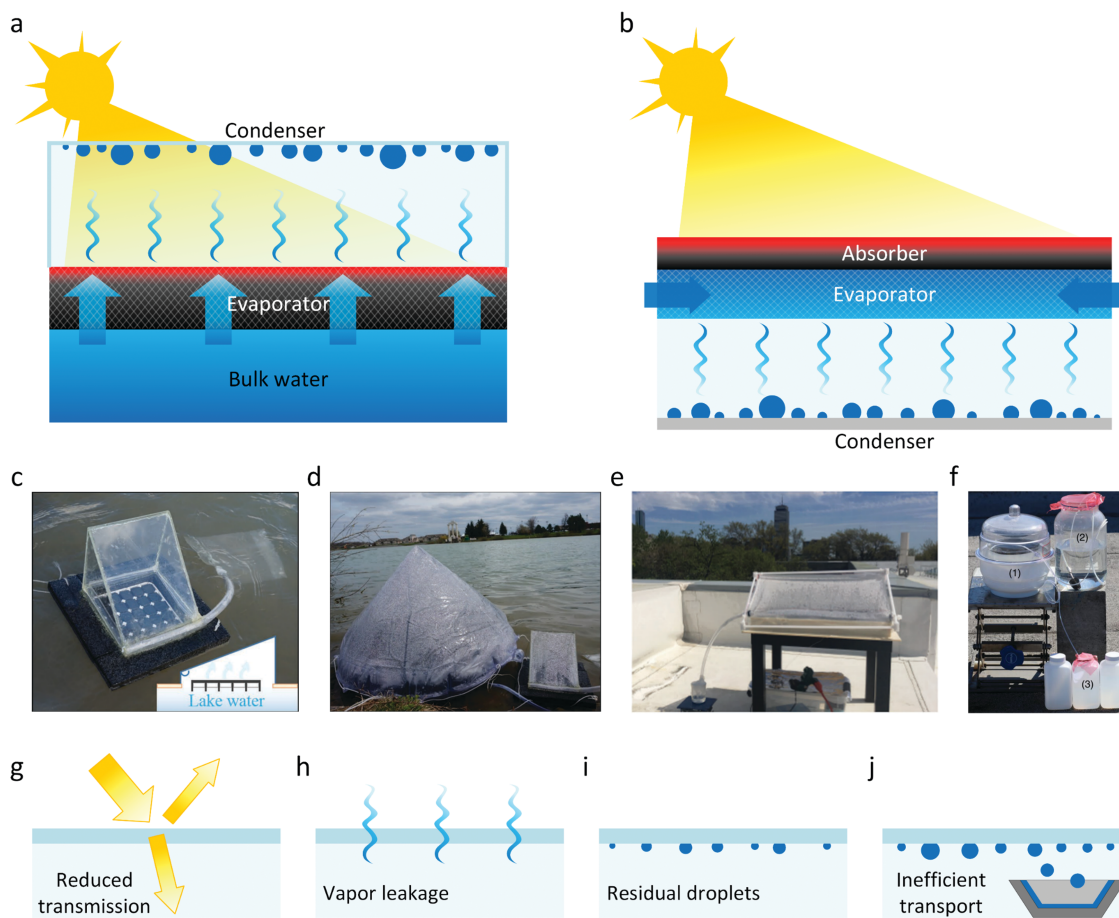 a
b
Condenser
Evaporator
Bulk water
Absorber
Evaporator
Condenser
c
d
e
f
Lake water
(1)
(2)
(3)
g
h
i
j
Reduced
transmission
Vapor leakage
Residual droplets
Inefficient
transport